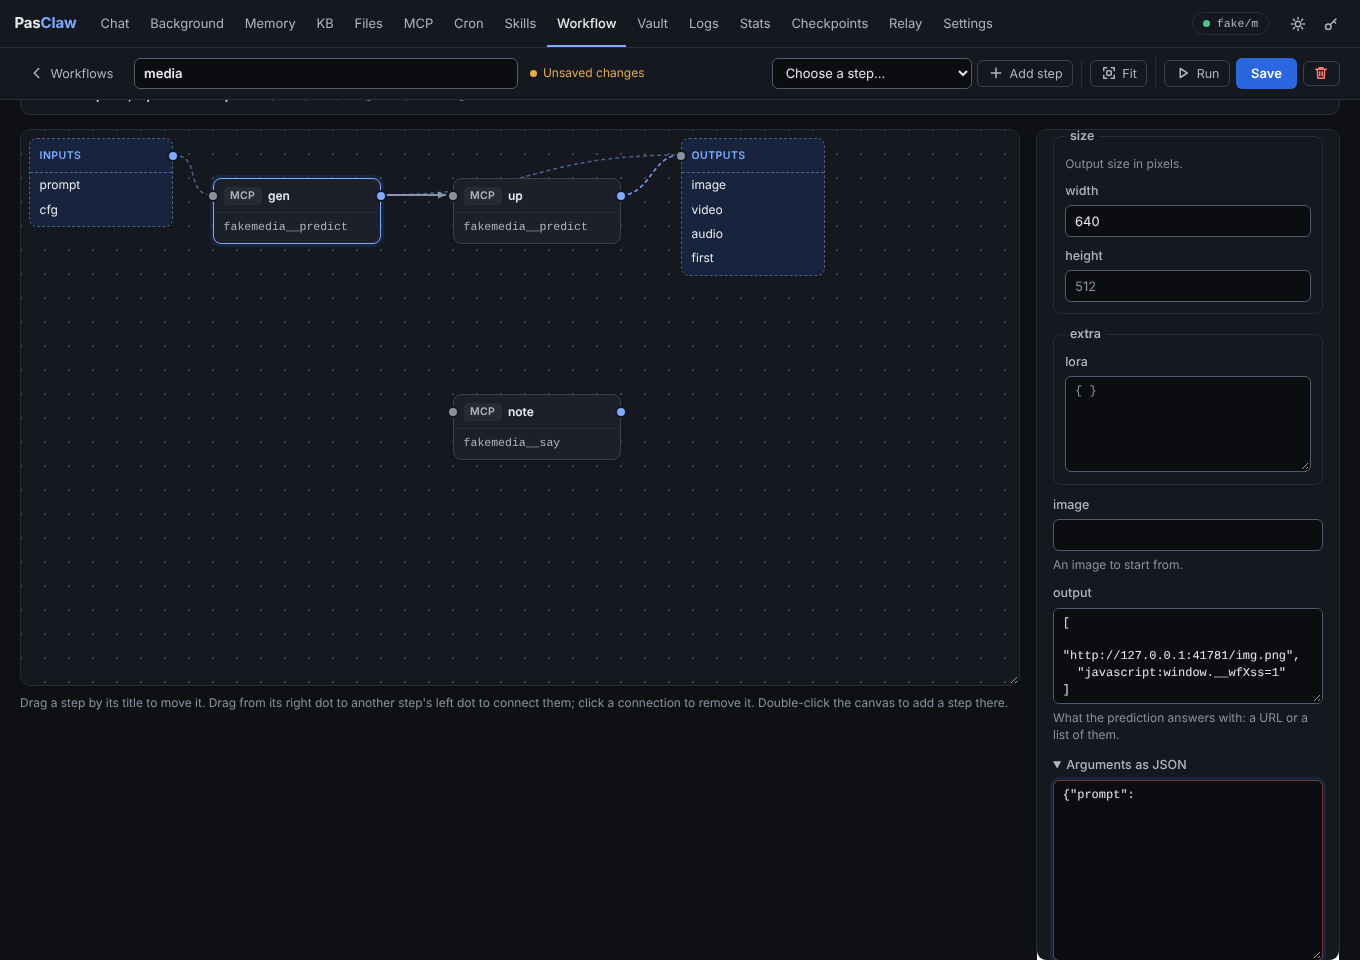 PasClaw
Chat
Background
Memory
KB
Files
MCP
Cron
Skills
Workflow
Vault
Logs
Stats
Checkpoints
Relay
Settings
fake/m
Workflows
media
Unsaved changes
Choose a step...
Add step
Fit
Run
Save
INPUTS
prompt
cfg
MCP gen
fakemedia__predict
MCP up
fakemedia__predict
OUTPUTS
image
video
audio
first
MCP note
fakemedia__say
Drag a step by its title to move it. Drag from its right dot to another step's left dot to connect them; click a connection to remove it. Double-click the canvas to add a step there.
size
Output size in pixels.
width
640
height
512
extra
lora
{ }
image
An image to start from.
output
[
"http://127.0.0.1:41781/img.png",
"javascript:window.__wfXss=1"
]
What the prediction answers with: a URL or a
list of them.
Arguments as JSON
{"prompt":